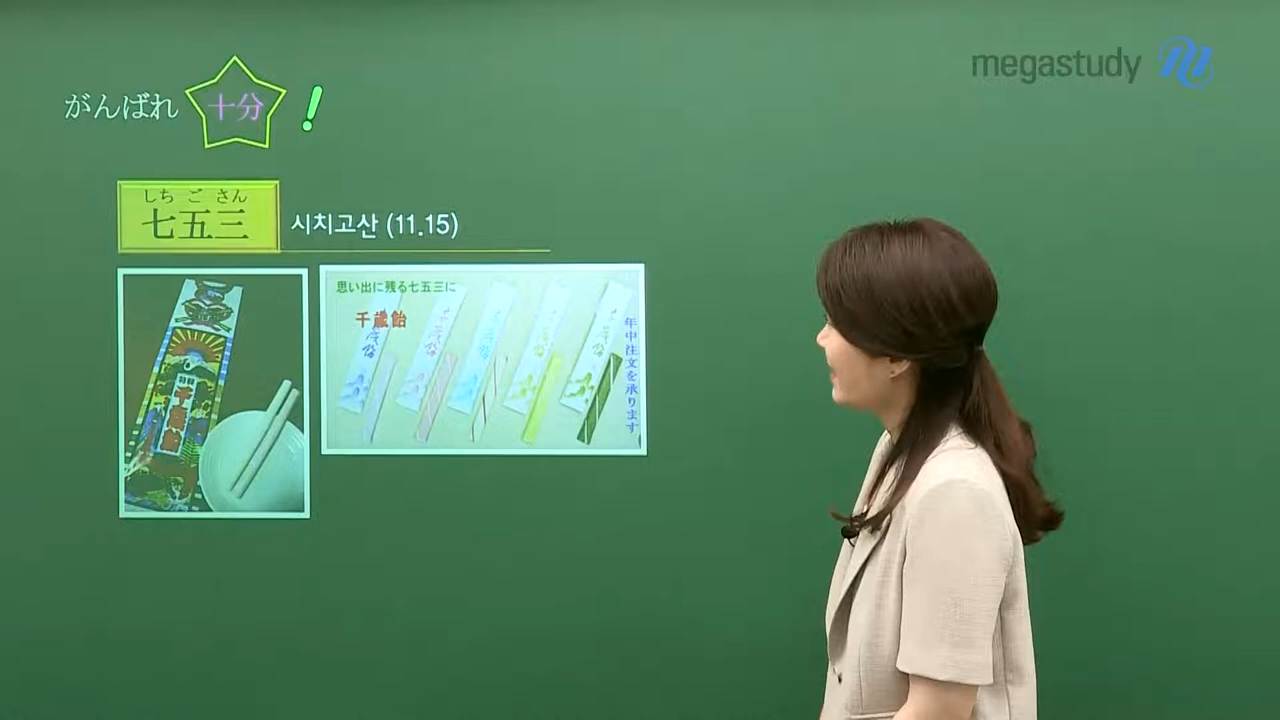 megastudy
がんばれ 十分 !
しち ご さん
七五三 시치고산 (11.15)
思い出に残る七五三に
千歳飴
年中注文を承ります